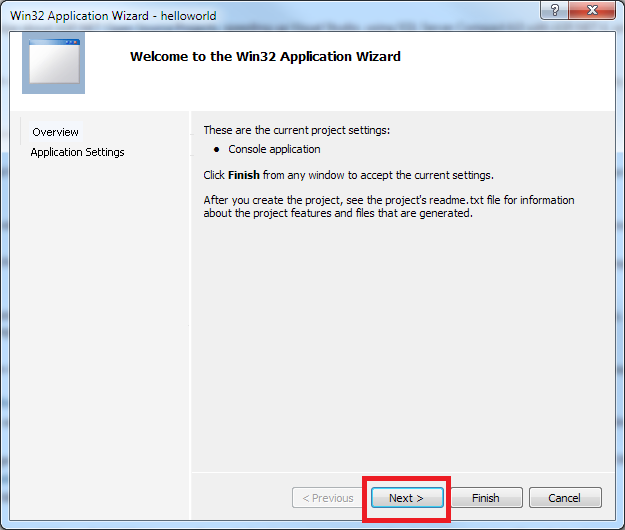 Win32 Application Wizard - helloworld
?
Welcome to the Win32 Application Wizard
Overview
Application Settings
These are the current project settings:
• Console application
Click Finish from any window to accept the current settings.
After you create the project, see the project's readme.txt file for information
about the project features and files that are generated.
< Previous
Next >
Finish
Cancel